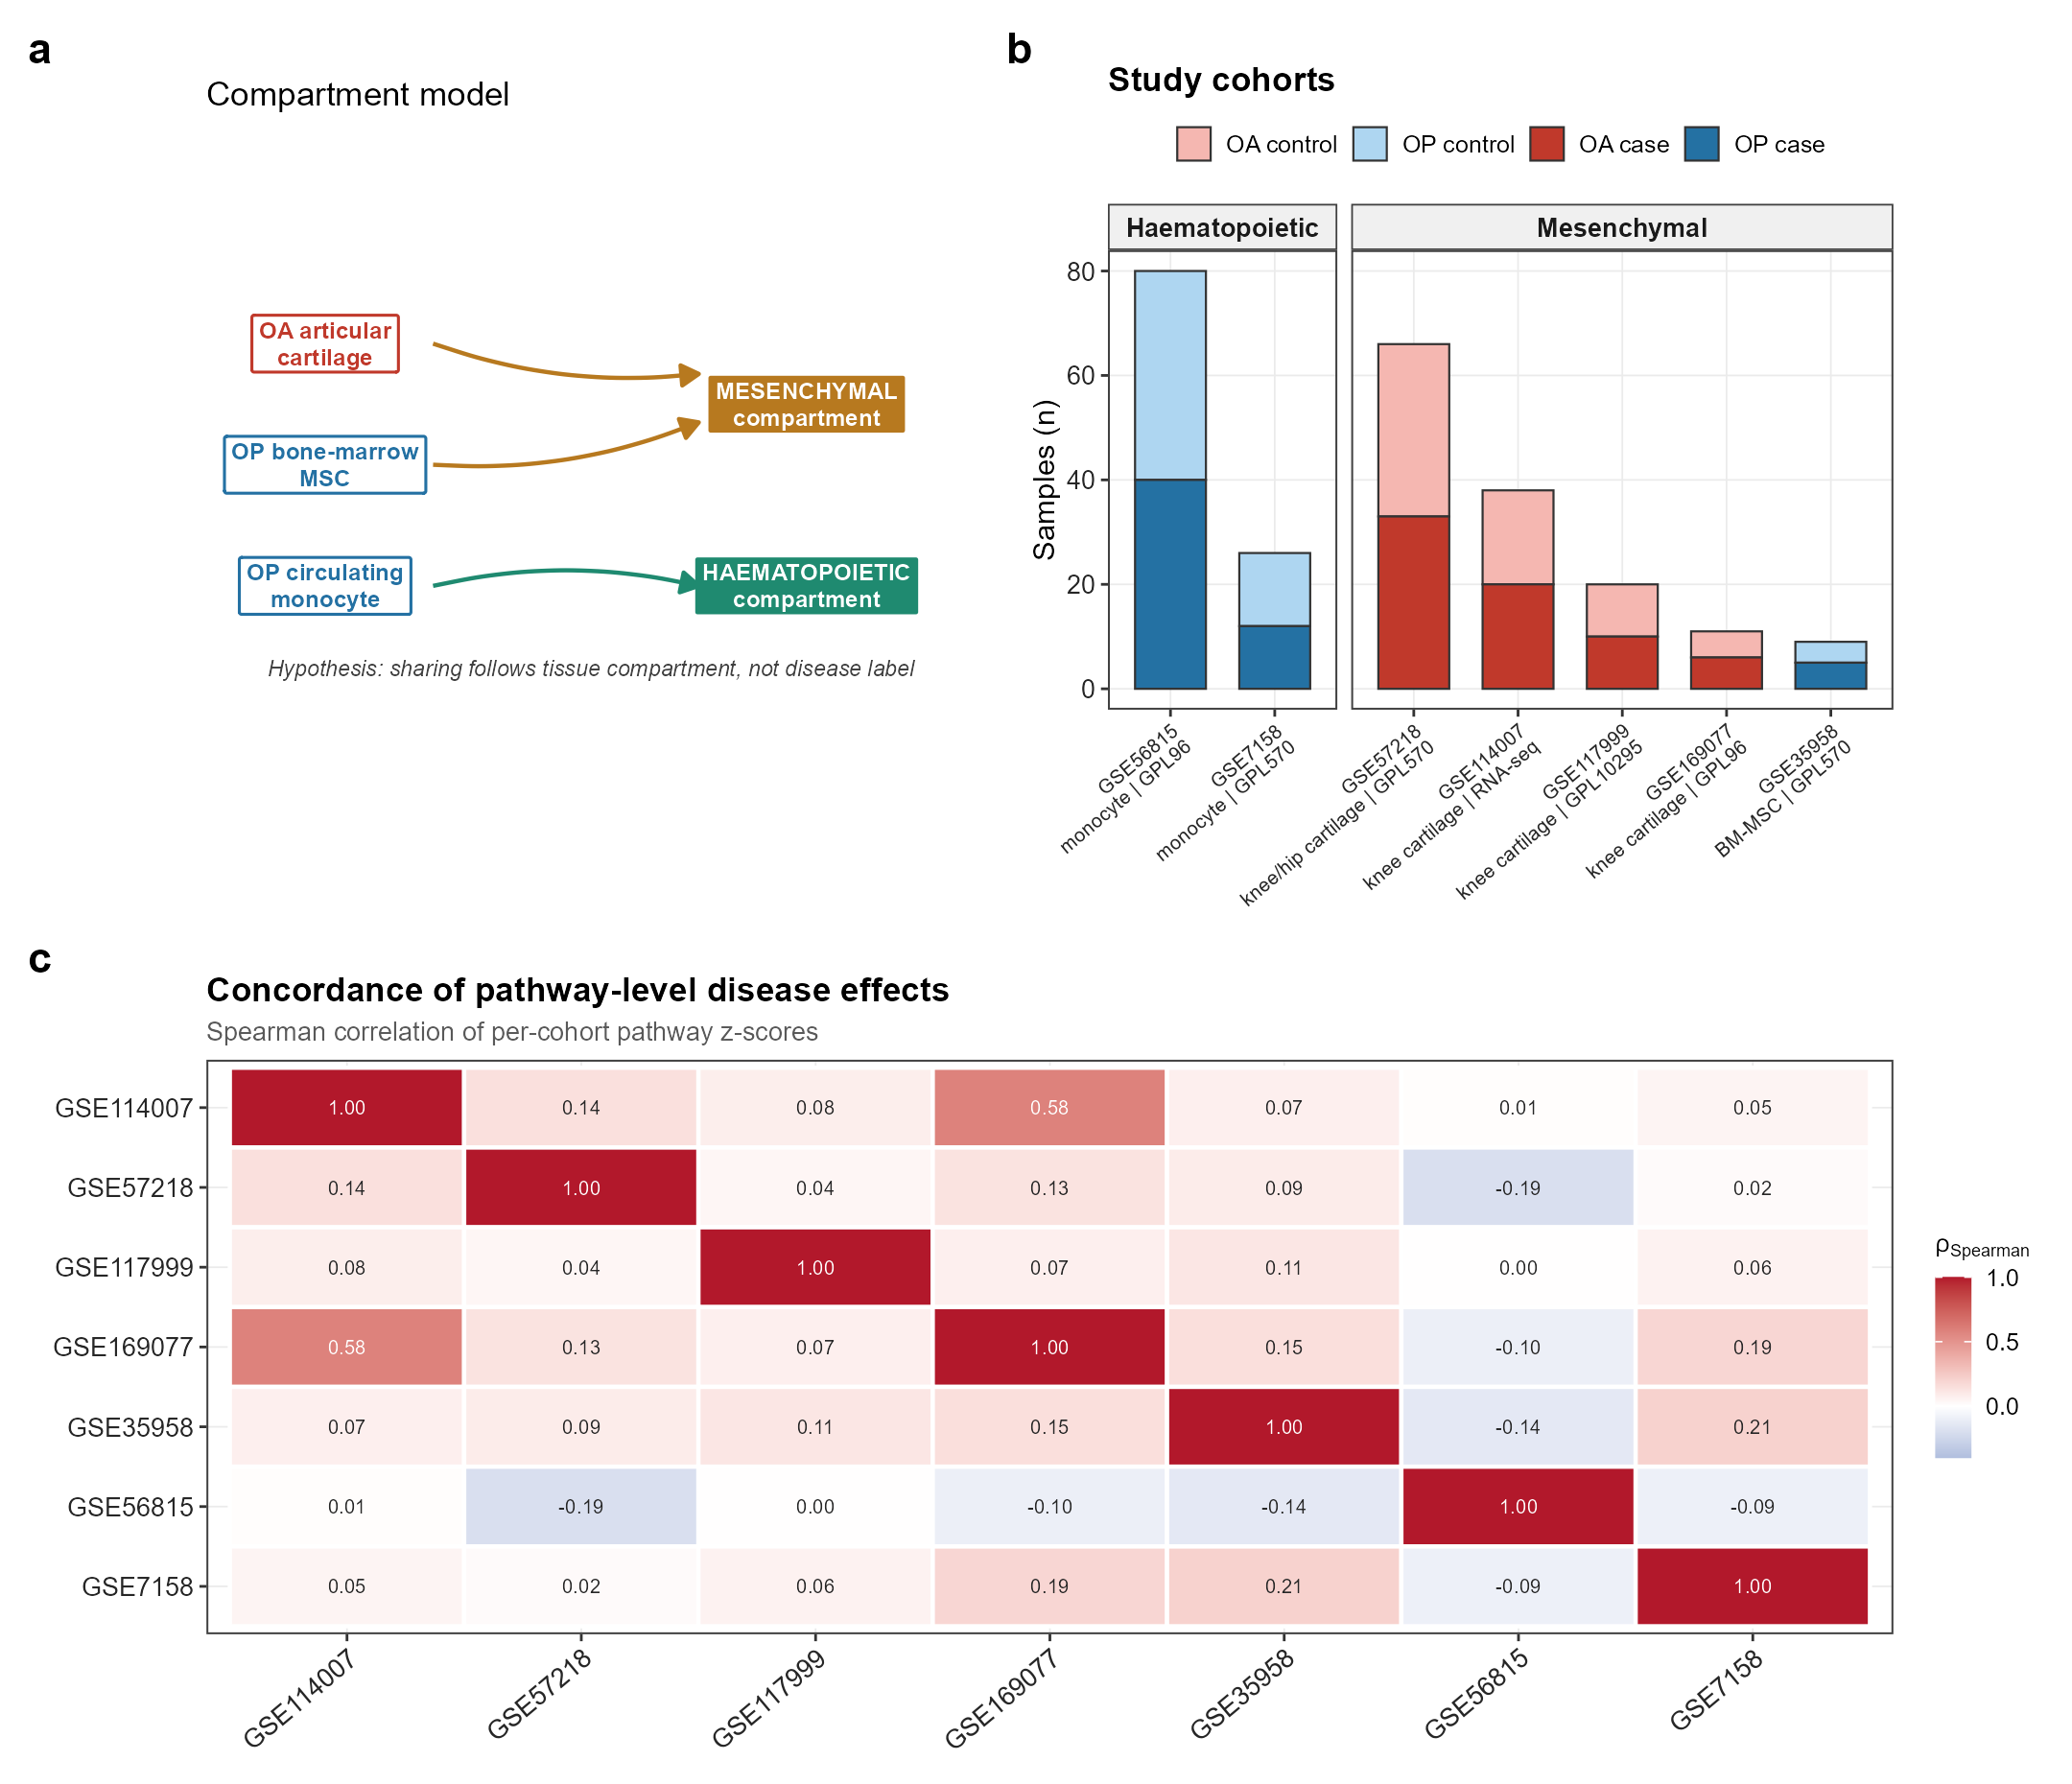 a
Compartment model
OA articular
cartilage
OP bone-marrow
MSC
OP circulating
monocyte
MESENCHYMAL
compartment
HAEMATOPOIETIC
compartment
Hypothesis: sharing follows tissue compartment, not disease label
b
Study cohorts
OA control
OP control
OA case
OP case
Haematopoietic
Mesenchymal
Samples (n)
80
60
40
20
0
GSE56815
monocyte | GPL96
GSE7158
monocyte | GPL570
GSE57218
knee/hip cartilage | GPL570
GSE114007
knee cartilage | RNA-seq
GSE117999
knee cartilage | GPL10295
GSE169077
knee cartilage | GPL96
GSE35958
BM-MSC | GPL570
c
Concordance of pathway-level disease effects
Spearman correlation of per-cohort pathway z-scores
GSE114007 1.00 0.14 0.08 0.58 0.07 0.01 0.05
GSE57218 0.14 1.00 0.04 0.13 0.09 -0.19 0.02
GSE117999 0.08 0.04 1.00 0.07 0.11 0.00 0.06
GSE169077 0.58 0.13 0.07 1.00 0.15 -0.10 0.19
GSE35958 0.07 0.09 0.11 0.15 1.00 -0.14 0.21
GSE56815 0.01 -0.19 0.00 -0.10 -0.14 1.00 -0.09
GSE7158 0.05 0.02 0.06 0.19 0.21 -0.09 1.00
GSE114007 GSE57218 GSE117999 GSE169077 GSE35958 GSE56815 GSE7158
ρSpearman
1.0
0.5
0.0